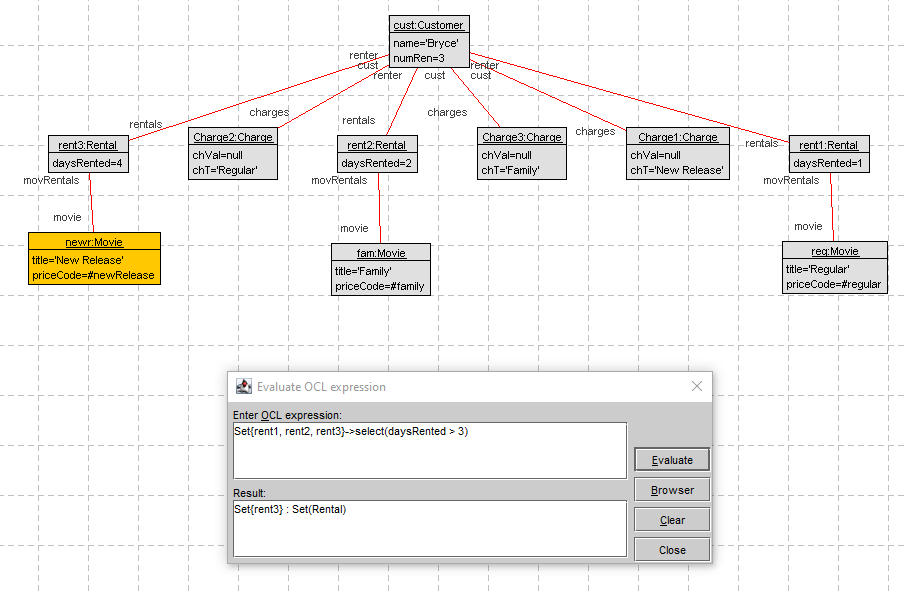 cust:Customer
name='Bryce'
numRen=3
renter
cust
renter
cust
renter
cust
charges
rentals
rentals
charges
charges
rentals
rent3:Rental
daysRented=4
Charge2:Charge
chVal=null
chT='Regular'
rent2:Rental
daysRented=2
Charge3:Charge
chVal=null
chT='Family'
Charge1:Charge
chVal=null
chT='New Release'
rent1:Rental
daysRented=1
movRentals
movRentals
movRentals
movie
movie
movie
newr:Movie
title='New Release'
priceCode=#newRelease
fam:Movie
title='Family'
priceCode=#family
reg:Movie
title='Regular'
priceCode=#regular
Evaluate OCL expression
Enter OCL expression:
Set{rent1, rent2, rent3}->select(daysRented > 3)
Evaluate
Browser
Result:
Set{rent3} : Set(Rental)
Clear
Close